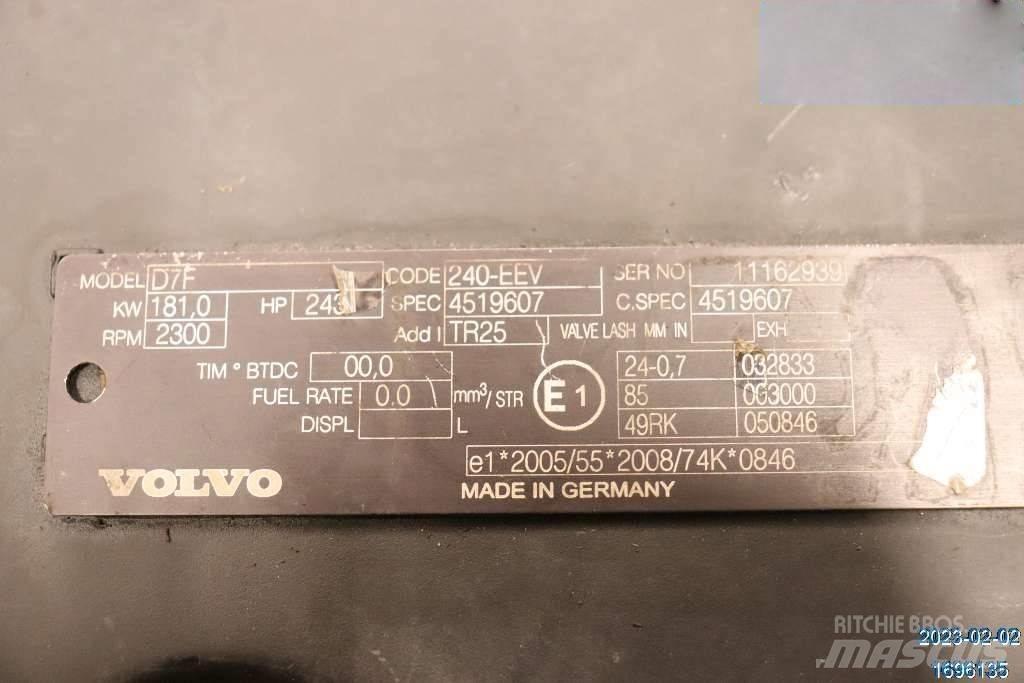 MODEL D7F CODE 240-EEV SER NO 11162939
KW 181,0 HP 243 SPEC 4519607 C.SPEC 4519607
RPM 2300 Add I TR25 VALVE LASH MM IN EXH
TIM ° BTDC 00,0 24-0,7 032833
FUEL RATE 0.0 mm³/STR E1 85 003000
DISPL L 49RK 050846
e1*2005/55*2008/74K*0846
VOLVO MADE IN GERMANY
RITCHIE BROS
MASCUS
2023-02-02
1696135